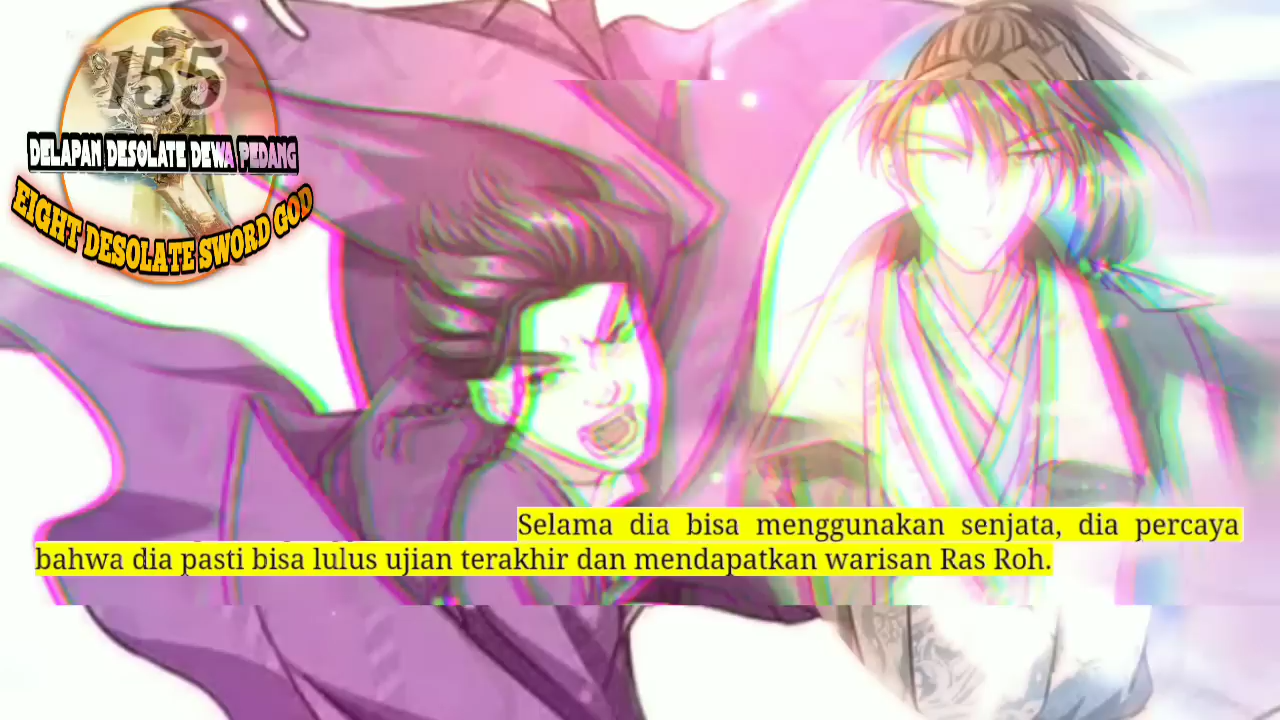 155
DELAPAN DESOLATE DEWA PEDANG
EIGHT DESOLATE SWORD GOD
Selama dia bisa menggunakan senjata, dia percaya
bahwa dia pasti bisa lulus ujian terakhir dan mendapatkan warisan Ras Roh.